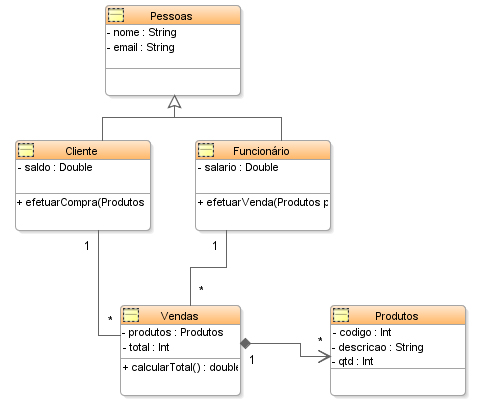 Pessoas
- nome : String
- email : String
Cliente
- saldo : Double
+ efetuarCompra(Produtos
Funcionário
- salario : Double
+ efetuarVenda(Produtos p
1
1
*
*
Vendas
- produtos : Produtos
- total : Int
+ calcularTotal() : double
1
*
Produtos
- codigo : Int
- descricao : String
- qtd : Int